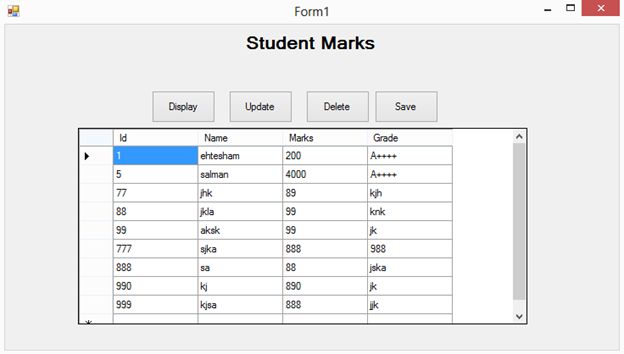 Form1
Student Marks
Display Update Delete Save
Id Name Marks Grade
1 ehtesham 200 A++++
5 salman 4000 A++++
77 jhk 89 kjh
88 jkla 99 knk
99 aksk 99 jk
777 sjka 888 988
888 sa 88 jska
990 kj 890 jk
999 kjsa 888 jjk